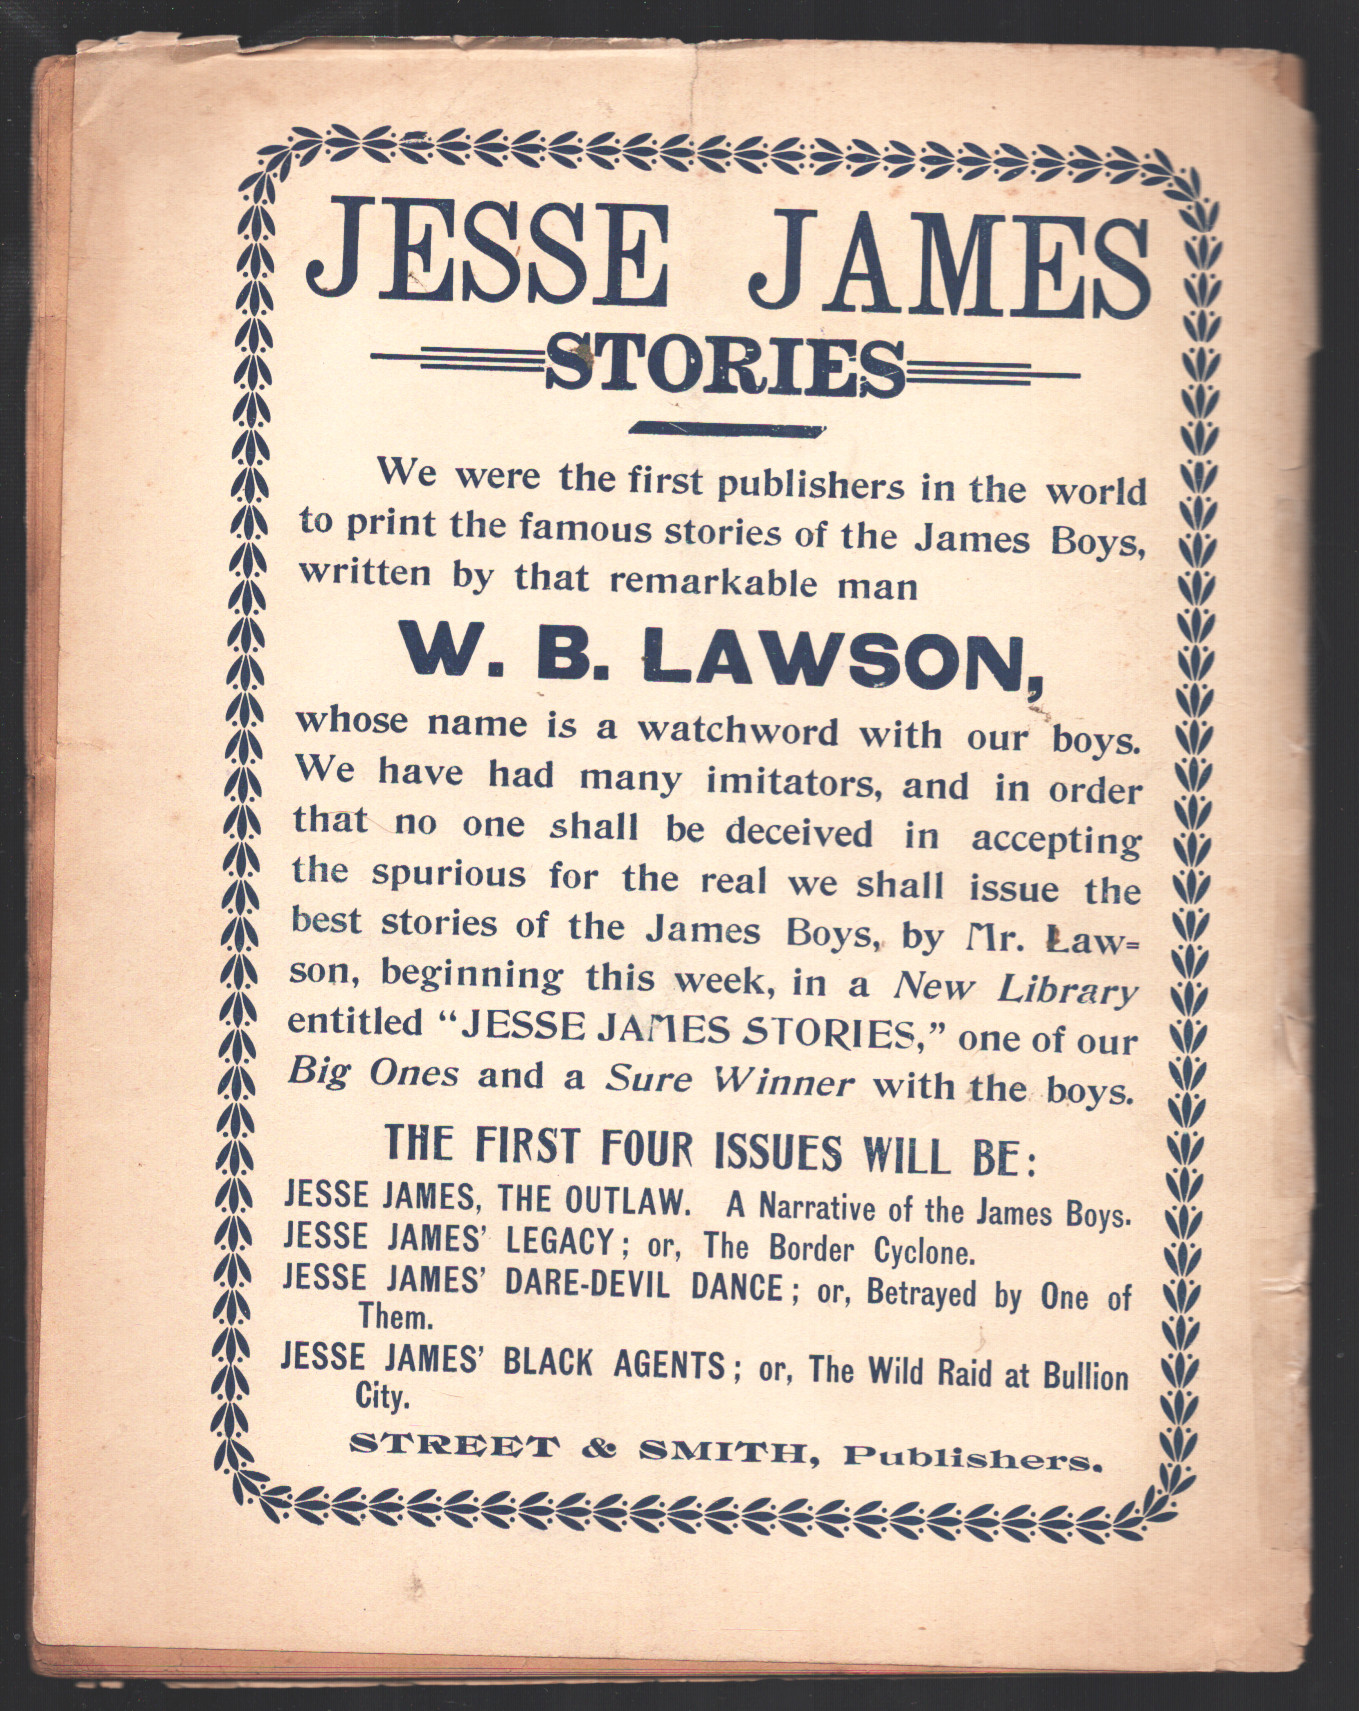 JESSE JAMES
STORIES
We were the first publishers in the world
to print the famous stories of the James Boys,
written by that remarkable man
W. B. LAWSON,
whose name is a watchword with our boys.
We have had many imitators, and in order
that no one shall be deceived in accepting
the spurious for the real we shall issue the
best stories of the James Boys, by Mr. Law=
son, beginning this week, in a New Library
entitled “JESSE JAMES STORIES,” one of our
Big Ones and a Sure Winner with the boys.
THE FIRST FOUR ISSUES WILL BE:
JESSE JAMES, THE OUTLAW. A Narrative of the James Boys.
JESSE JAMES’ LEGACY; or, The Border Cyclone.
JESSE JAMES’ DARE-DEVIL DANCE; or, Betrayed by One of
Them.
JESSE JAMES’ BLACK AGENTS; or, The Wild Raid at Bullion
City.
STREET & SMITH, Publishers.